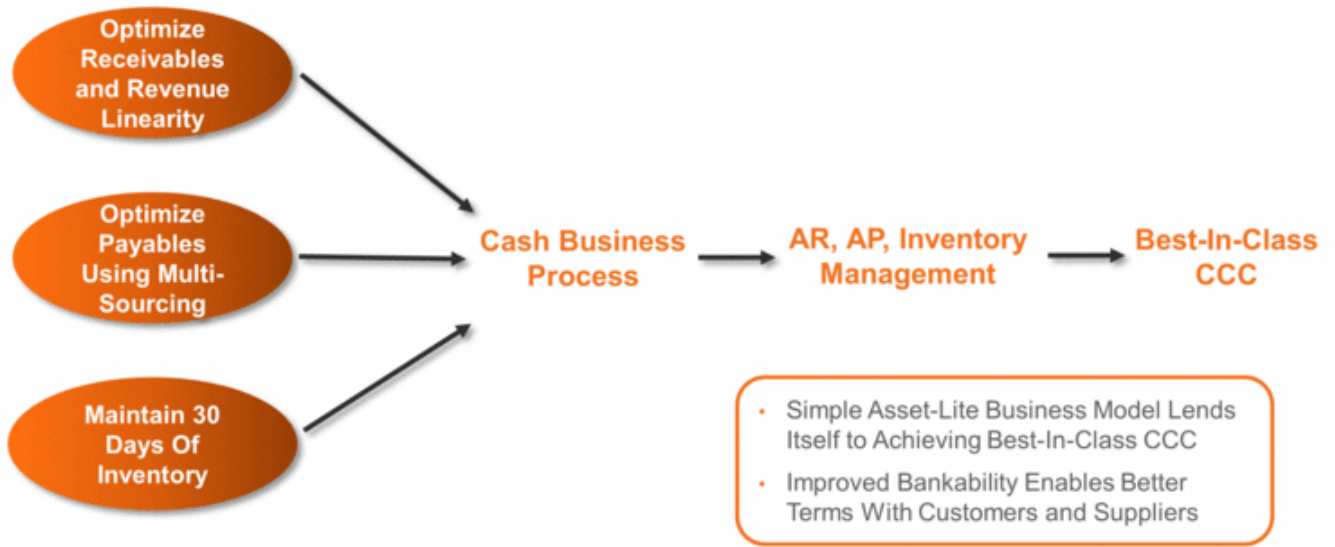 Optimize
Receivables
and Revenue
Linearity
Optimize
Payables
Using Multi-
Sourcing
Maintain 30
Days Of
Inventory
Cash Business
Process
AR, AP, Inventory
Management
Best-In-Class
CCC
• Simple Asset-Lite Business Model Lends
Itself to Achieving Best-In-Class CCC
• Improved Bankability Enables Better
Terms With Customers and Suppliers